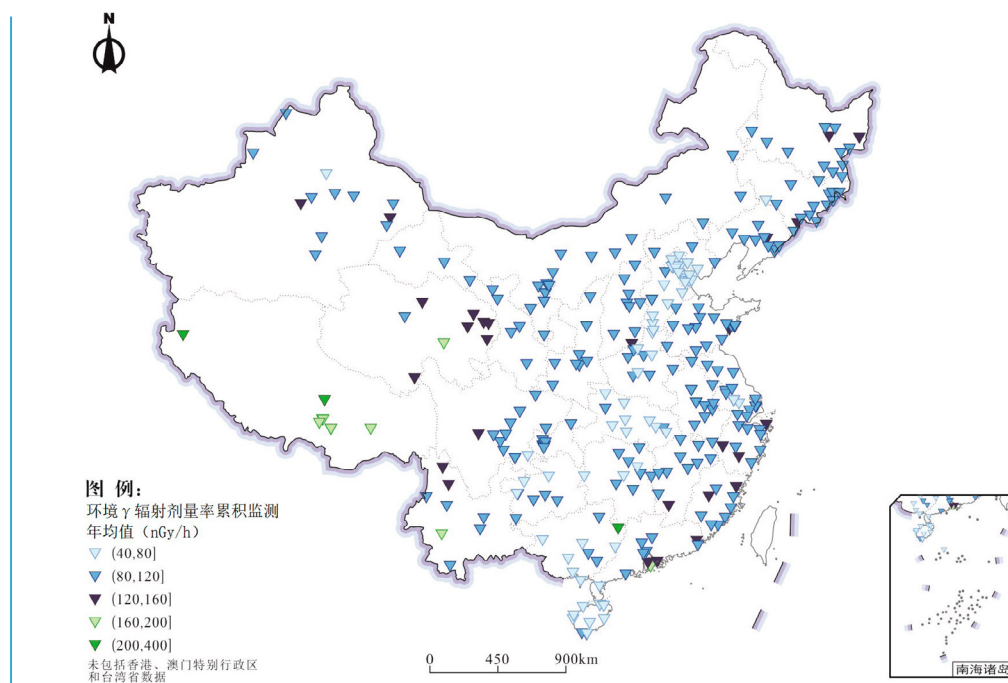 N
图 例：
环境 γ 辐射剂量率累积监测
年均值（nGy/h）
(40,80]
(80,120]
(120,160]
(160,200]
(200,400]
未包括香港、澳门特别行政区
和台湾省数据
0 450 900km
南海诸岛